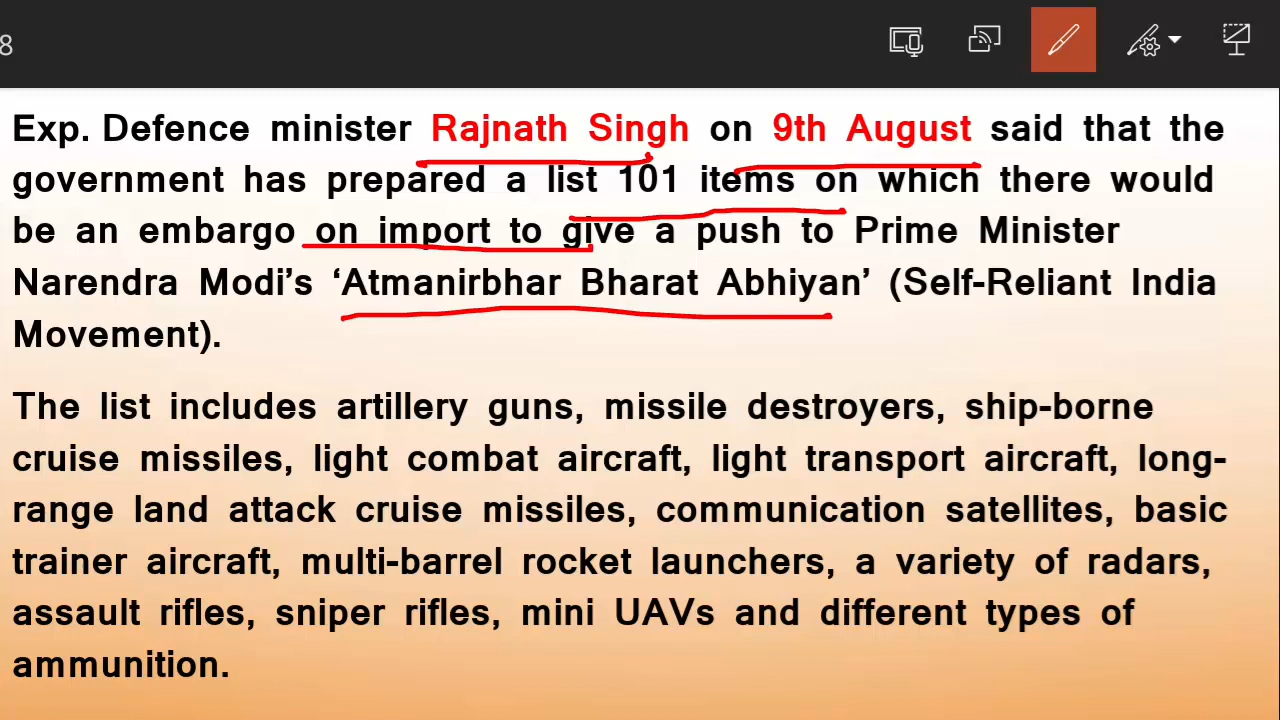 8
Exp. Defence minister Rajnath Singh on 9th August said that the
government has prepared a list 101 items on which there would
be an embargo on import to give a push to Prime Minister
Narendra Modi’s ‘Atmanirbhar Bharat Abhiyan’ (Self-Reliant India
Movement).
The list includes artillery guns, missile destroyers, ship-borne
cruise missiles, light combat aircraft, light transport aircraft, long-
range land attack cruise missiles, communication satellites, basic
trainer aircraft, multi-barrel rocket launchers, a variety of radars,
assault rifles, sniper rifles, mini UAVs and different types of
ammunition.